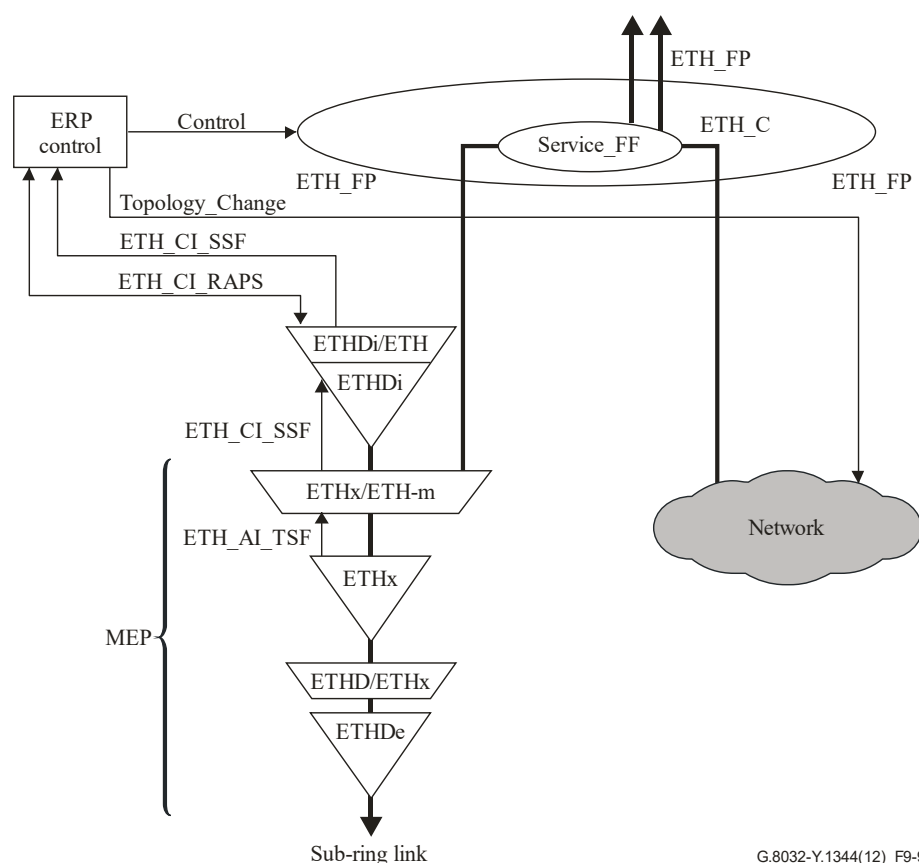 ETH_FP
ERP
control
Control
ETH_C
Service_FF
ETH_FP
ETH_FP
Topology_Change
ETH_CI_SSF
ETH_CI_RAPS
ETHDi/ETH
ETHDi
ETH_CI_SSF
ETHx/ETH-m
ETH_AI_TSF
Network
ETHx
MEP
ETHD/ETHx
ETHDe
Sub-ring link